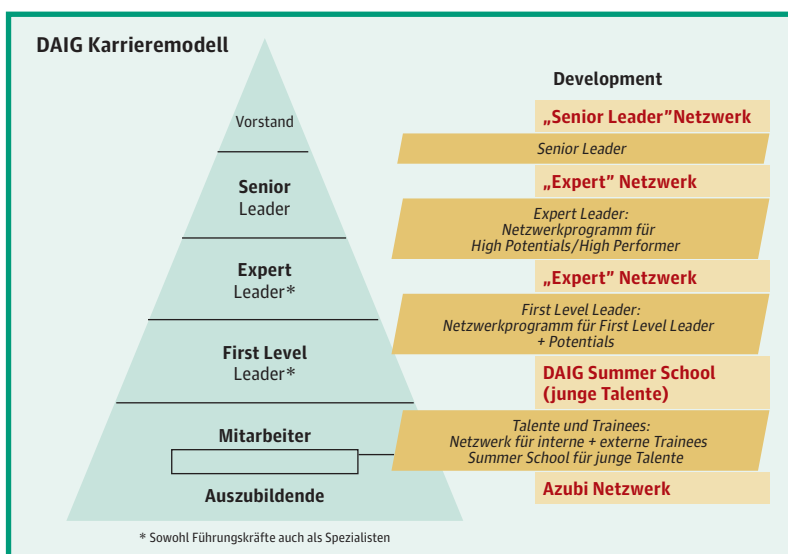 DAIG Karrieremodell
Vorstand
Senior
Leader
Expert
Leader*
First Level
Leader*
Mitarbeiter
Auszubildende
* Sowohl Führungskräfte auch als Spezialisten
Development
„Senior Leader” Netzwerk
Senior Leader
„Expert” Netzwerk
Expert Leader:
Netzwerkprogramm für
High Potentials/High Performer
„Expert” Netzwerk
First Level Leader:
Netzwerkprogramm für First Level Leader
+ Potentials
DAIG Summer School
(junge Talente)
Talente und Trainees:
Netzwerk für interne + externe Trainees
Summer School für junge Talente
Azubi Netzwerk